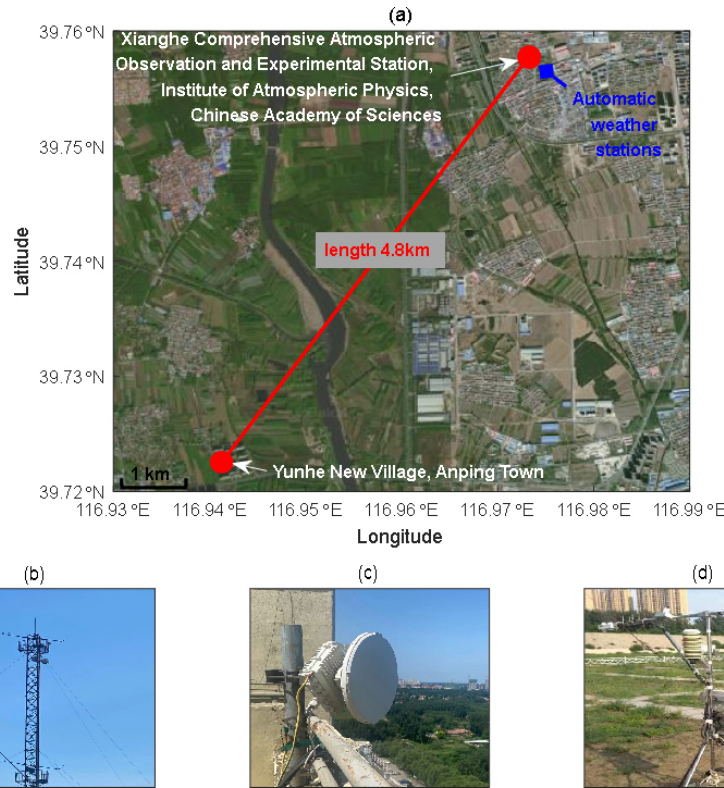 (a)
39.76 °N
39.75 °N
39.74 °N
39.73 °N
39.72 °N
Latitude
Xianghe Comprehensive Atmospheric
Observation and Experimental Station,
Institute of Atmospheric Physics,
Chinese Academy of Sciences
Automatic
weather
stations
length 4.8km
Yunhe New Village, Anping Town
1 km
116.93 °E
116.94 °E
116.95 °E
116.96 °E
116.97 °E
116.98 °E
116.99 °E
Longitude
(b)
(c)
(d)